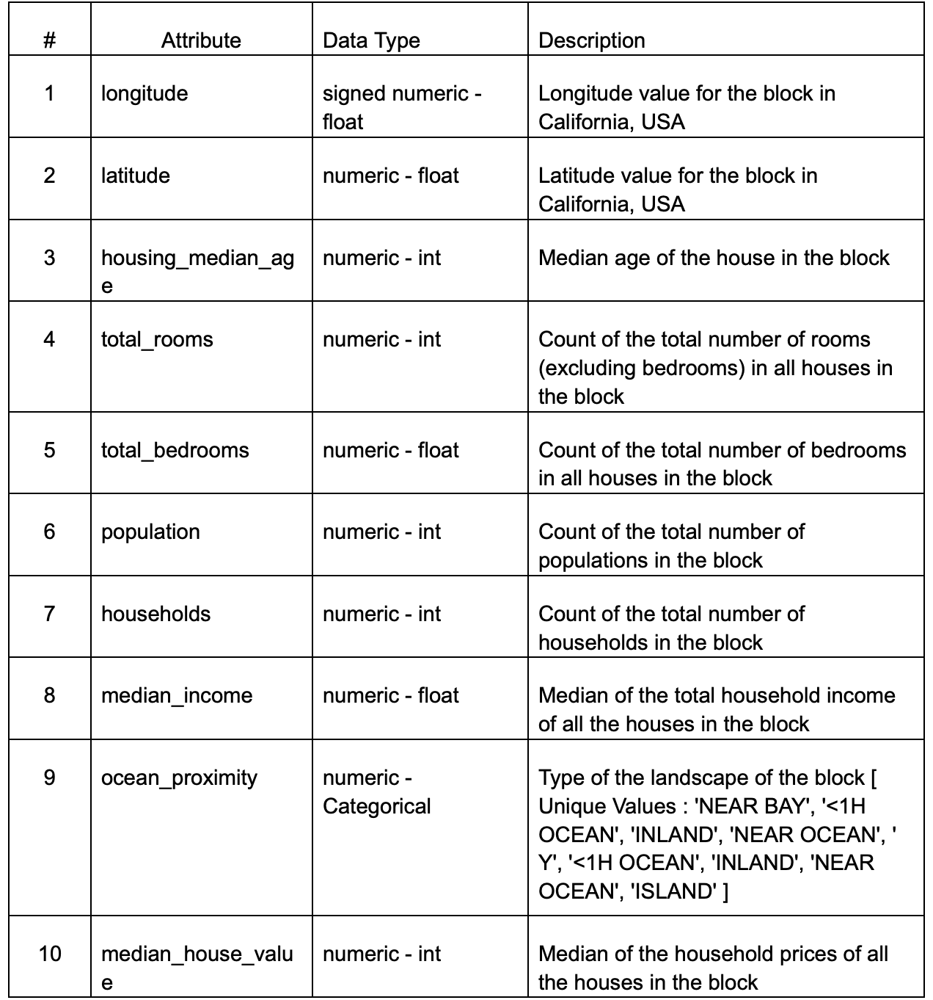 # Attribute Data Type Description
1 longitude signed numeric - Longitude value for the block in
float California, USA
2 latitude numeric - float Latitude value for the block in
California, USA
3 housing_median_ag numeric - int Median age of the house in the block
e
4 total_rooms numeric - int Count of the total number of rooms
(excluding bedrooms) in all houses in
the block
5 total_bedrooms numeric - float Count of the total number of bedrooms
in all houses in the block
6 population numeric - int Count of the total number of
populations in the block
7 households numeric - int Count of the total number of
households in the block
8 median_income numeric - float Median of the total household income
of all the houses in the block
9 ocean_proximity numeric - Type of the landscape of the block [
Categorical Unique Values : 'NEAR BAY', '<1H
OCEAN', 'INLAND', 'NEAR OCEAN', '
Y', '<1H OCEAN', 'INLAND', 'NEAR
OCEAN', 'ISLAND' ]
10 median_house_valu numeric - int Median of the household prices of all
e the houses in the block